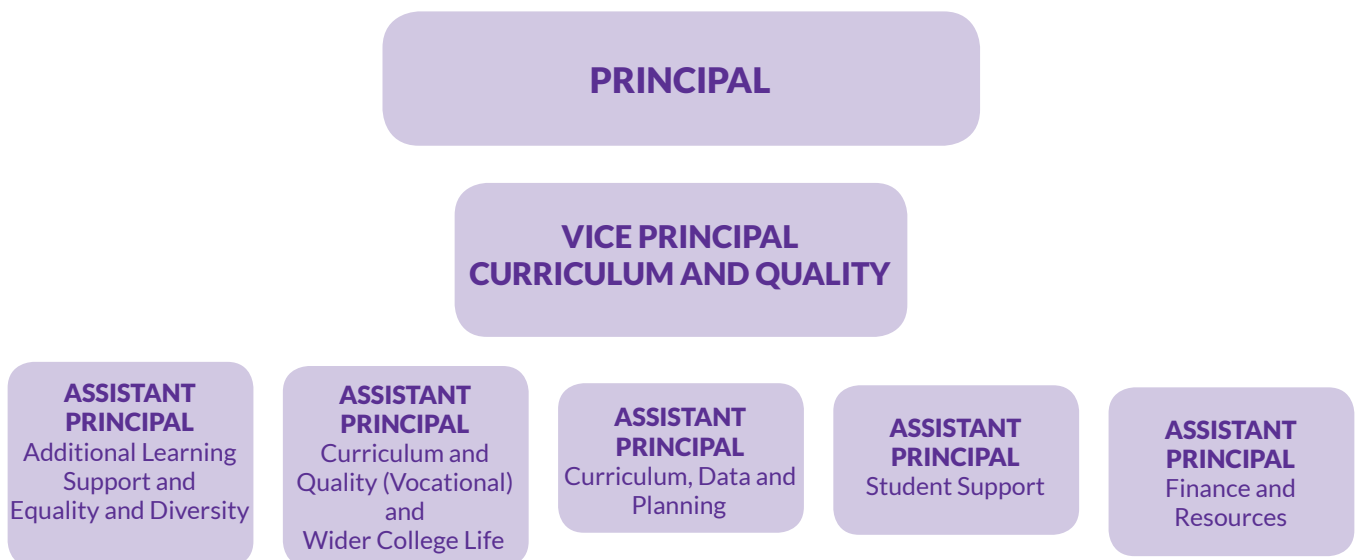 PRINCIPAL
VICE PRINCIPAL
CURRICULUM AND QUALITY
ASSISTANT
PRINCIPAL
Additional Learning
Support and
Equality and Diversity
ASSISTANT
PRINCIPAL
Curriculum and
Quality (Vocational)
and
Wider College Life
ASSISTANT
PRINCIPAL
Curriculum, Data and
Planning
ASSISTANT
PRINCIPAL
Student Support
ASSISTANT
PRINCIPAL
Finance and
Resources